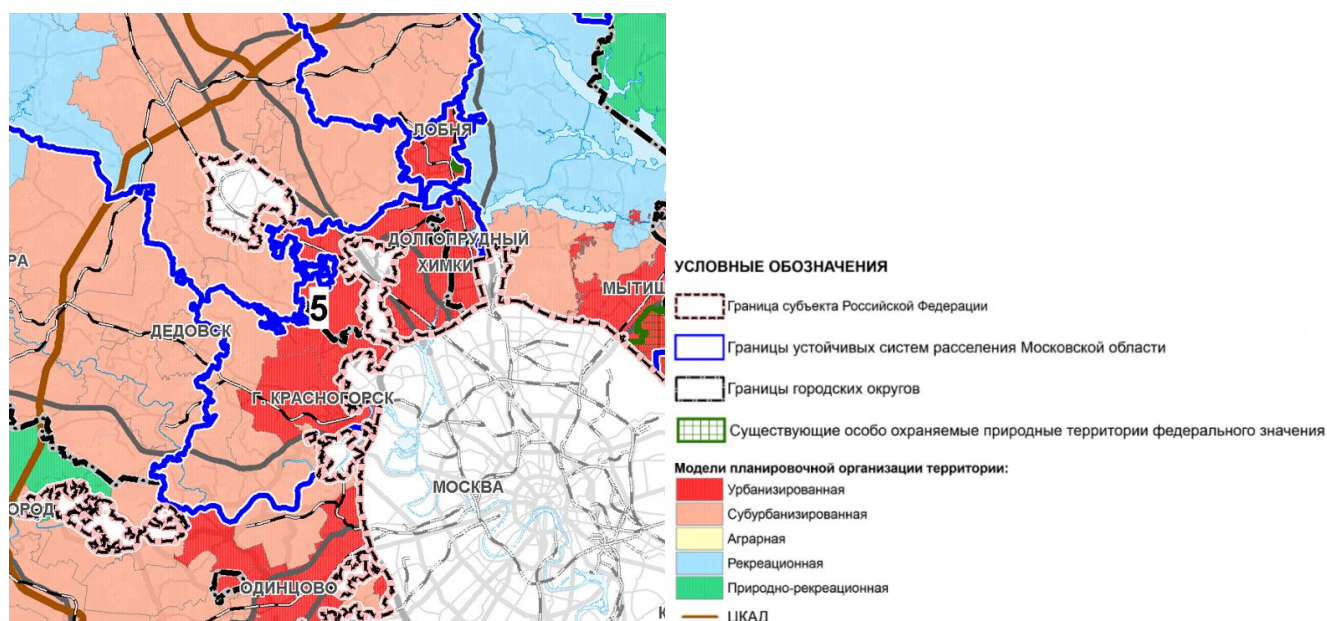 ЛОБНЯ
ДОЛГОПРУДНЫЙ
ХИМКИ
РА
МЫТИЩ
5
ДЕДОВСК
Г. КРАСНОГОРСК
МОСКВА
ОРОД
ОДИНЦОВО
К
УСЛОВНЫЕ ОБОЗНАЧЕНИЯ
Граница субъекта Российской Федерации
Границы устойчивых систем расселения Московской области
Границы городских округов
Существующие особо охраняемые природные территории федерального значения
Модели планировочной организации территории:
Урбанизированная
Субурбанизированная
Аграрная
Рекреационная
Природно-рекреационная
ЦКАД